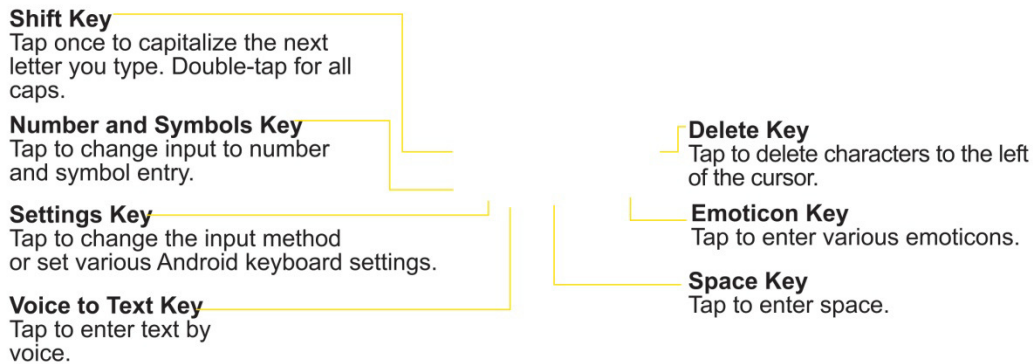 Shift Key
Tap once to capitalize the next
letter you type. Double-tap for all
caps.
Number and Symbols Key
Tap to change input to number
and symbol entry.
Settings Key
Tap to change the input method
or set various Android keyboard settings.
Voice to Text Key
Tap to enter text by
voice.
Delete Key
Tap to delete characters to the left
of the cursor.
Emoticon Key
Tap to enter various emoticons.
Space Key
Tap to enter space.